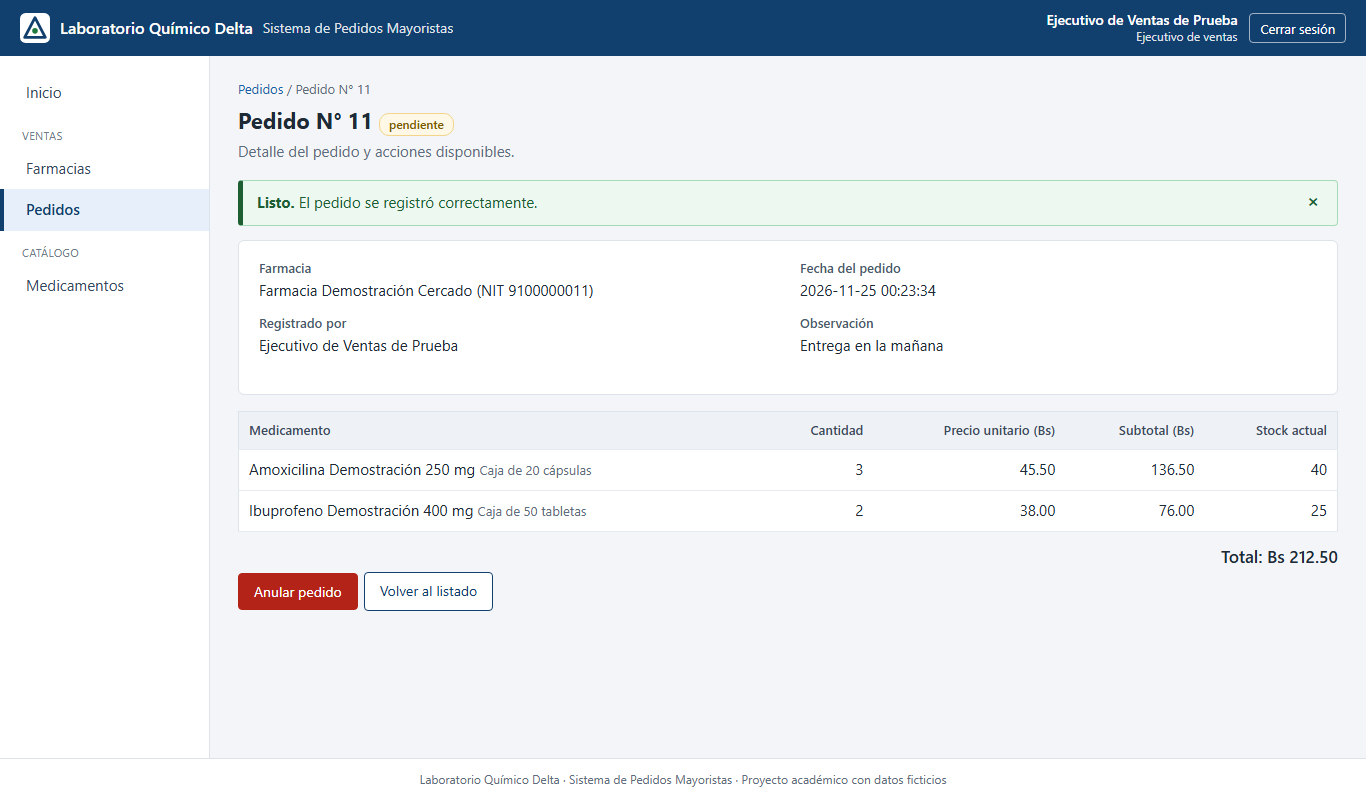 Laboratorio Químico Delta Sistema de Pedidos Mayoristas
Ejecutivo de Ventas de Prueba
Ejecutivo de ventas
Cerrar sesión
Inicio
VENTAS
Farmacias
Pedidos
CATÁLOGO
Medicamentos
Pedidos / Pedido N° 11
Pedido N° 11 pendiente
Detalle del pedido y acciones disponibles.
Listo. El pedido se registró correctamente. ×
Farmacia
Farmacia Demostración Cercado (NIT 9100000011)
Fecha del pedido
2026-11-25 00:23:34
Registrado por
Ejecutivo de Ventas de Prueba
Observación
Entrega en la mañana
Medicamento Cantidad Precio unitario (Bs) Subtotal (Bs) Stock actual
Amoxicilina Demostración 250 mg Caja de 20 cápsulas 3 45.50 136.50 40
Ibuprofeno Demostración 400 mg Caja de 50 tabletas 2 38.00 76.00 25
Total: Bs 212.50
Anular pedido Volver al listado
Laboratorio Químico Delta · Sistema de Pedidos Mayoristas · Proyecto académico con datos ficticios